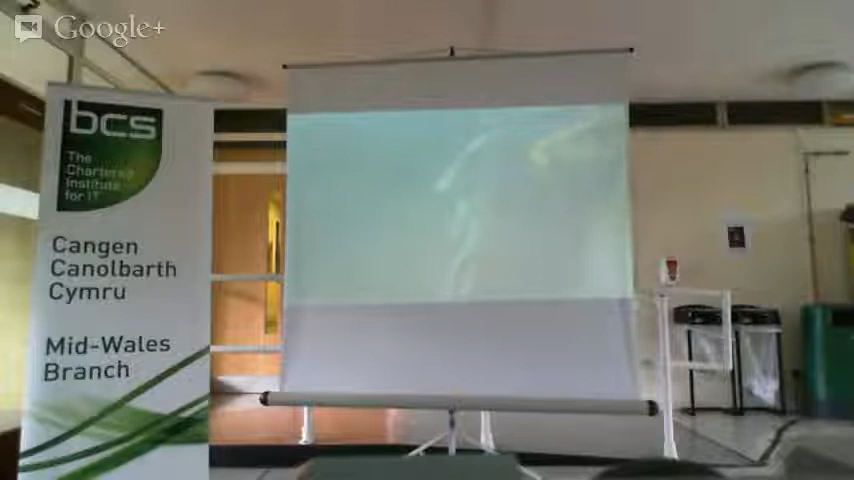 Google+
bcs
The
Chartered
Institute
for IT
Cangen
Canolbarth
Cymru
Mid-Wales
Branch